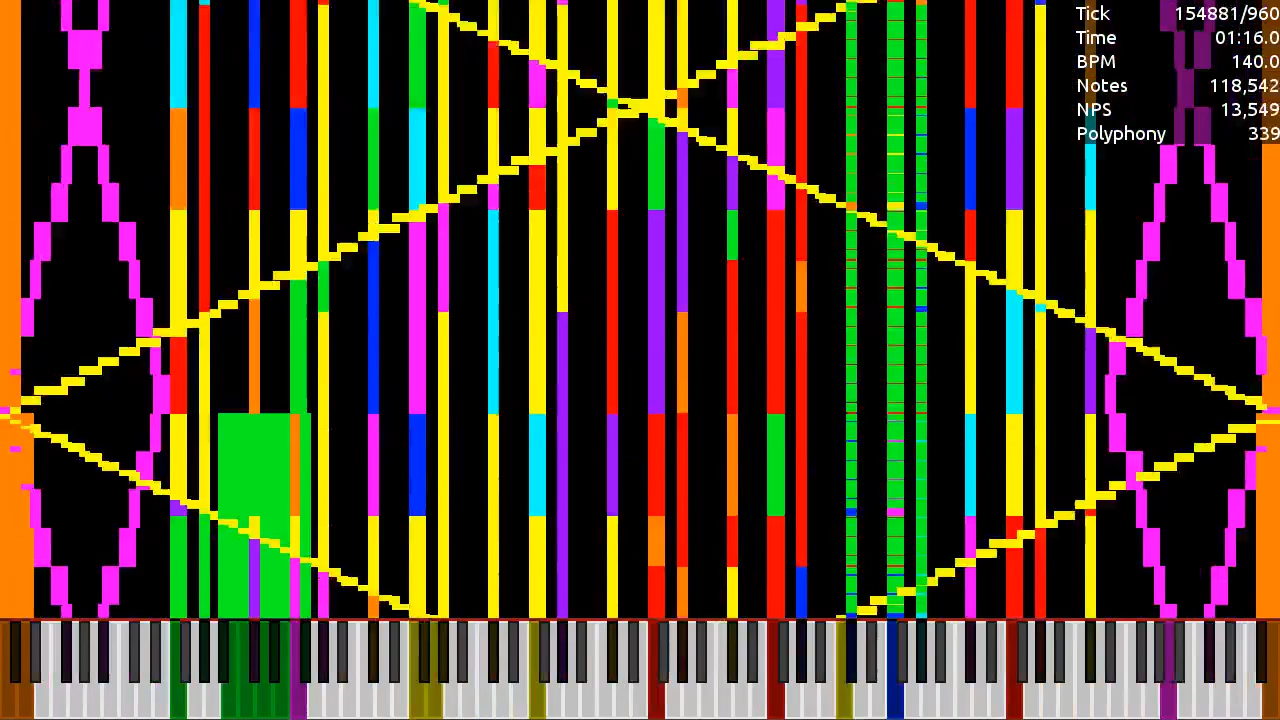 Tick 154881/960
Time 01:16.0
BPM 140.0
Notes 118,542
NPS 13,549
Polyphony 339